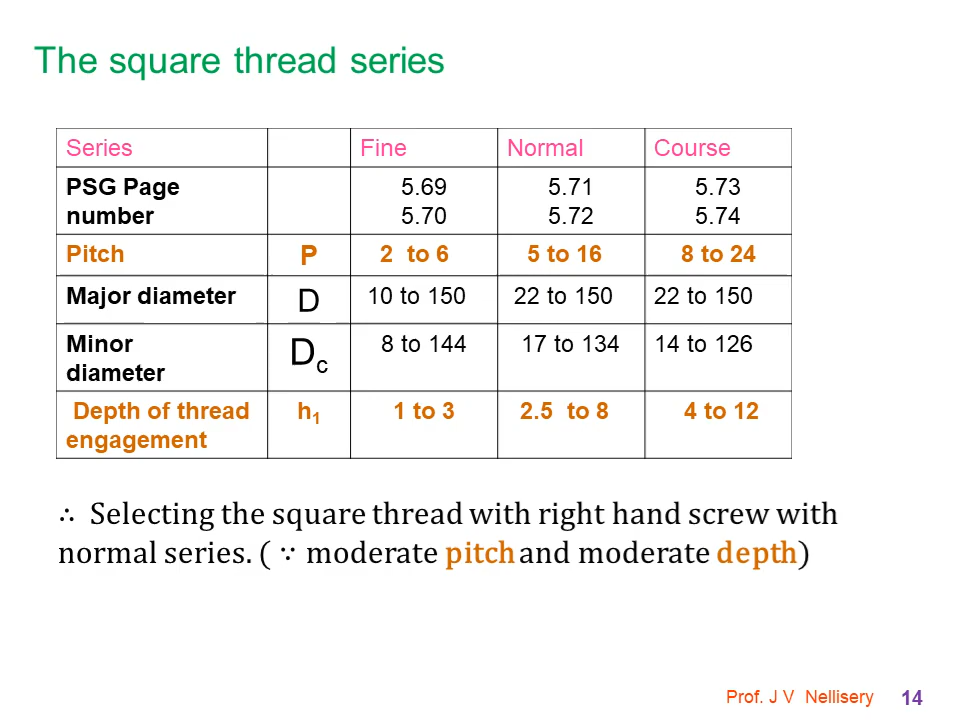 The square thread series
Series Fine Normal Course
PSG Page number 5.69 5.70 5.71 5.72 5.73 5.74
Pitch P 2 to 6 5 to 16 8 to 24
Major diameter D 10 to 150 22 to 150 22 to 150
Minor diameter Dc 8 to 144 17 to 134 14 to 126
Depth of thread engagement h1 1 to 3 2.5 to 8 4 to 12
∴ Selecting the square thread with right hand screw with
normal series. ( ∵ moderate pitch and moderate depth)
Prof. J V Nellisery 14